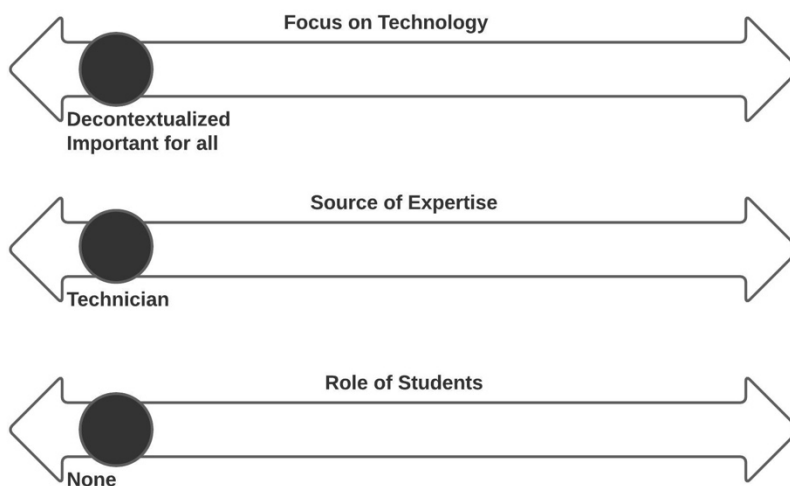 Focus on Technology
Decontextualized
Important for all
Source of Expertise
Technician
Role of Students
None